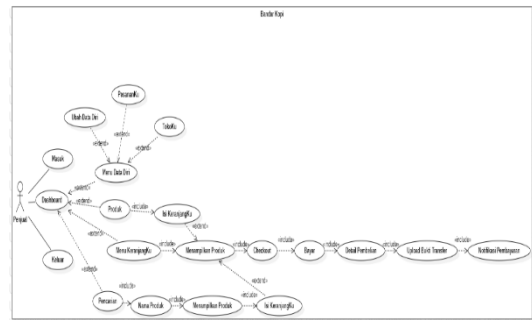 Bandar Kopi
PesananKu
Ubah Data Diri
TokoKu
«extend»
«extend»
«extend»
Masuk
Menu Data Diri
«extend»
Dashboard
«extend»
Produk
«include»
Isi KeranjangKu
Penjual
«extend»
«extend»
Menu KeranjangKu
«include»
Menampilkan Produk
«include»
Checkout
«include»
Bayar
«include»
Detail Pembelian
«include»
Upload Bukti Transfer
«include»
Notifikasi Pembayaran
Keluar
«extend»
«extend»
Pencarian
«include»
Nama Produk
«include»
Menampilkan Produk
«include»
Isi KeranjangKu